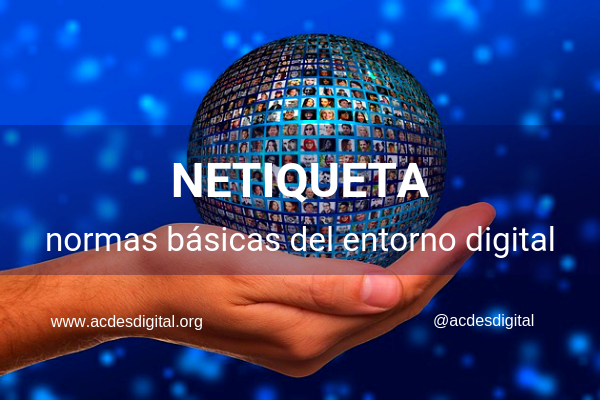 NETIQUETA
normas básicas del entorno digital
www.acdesdigital.org
@acdesdigital